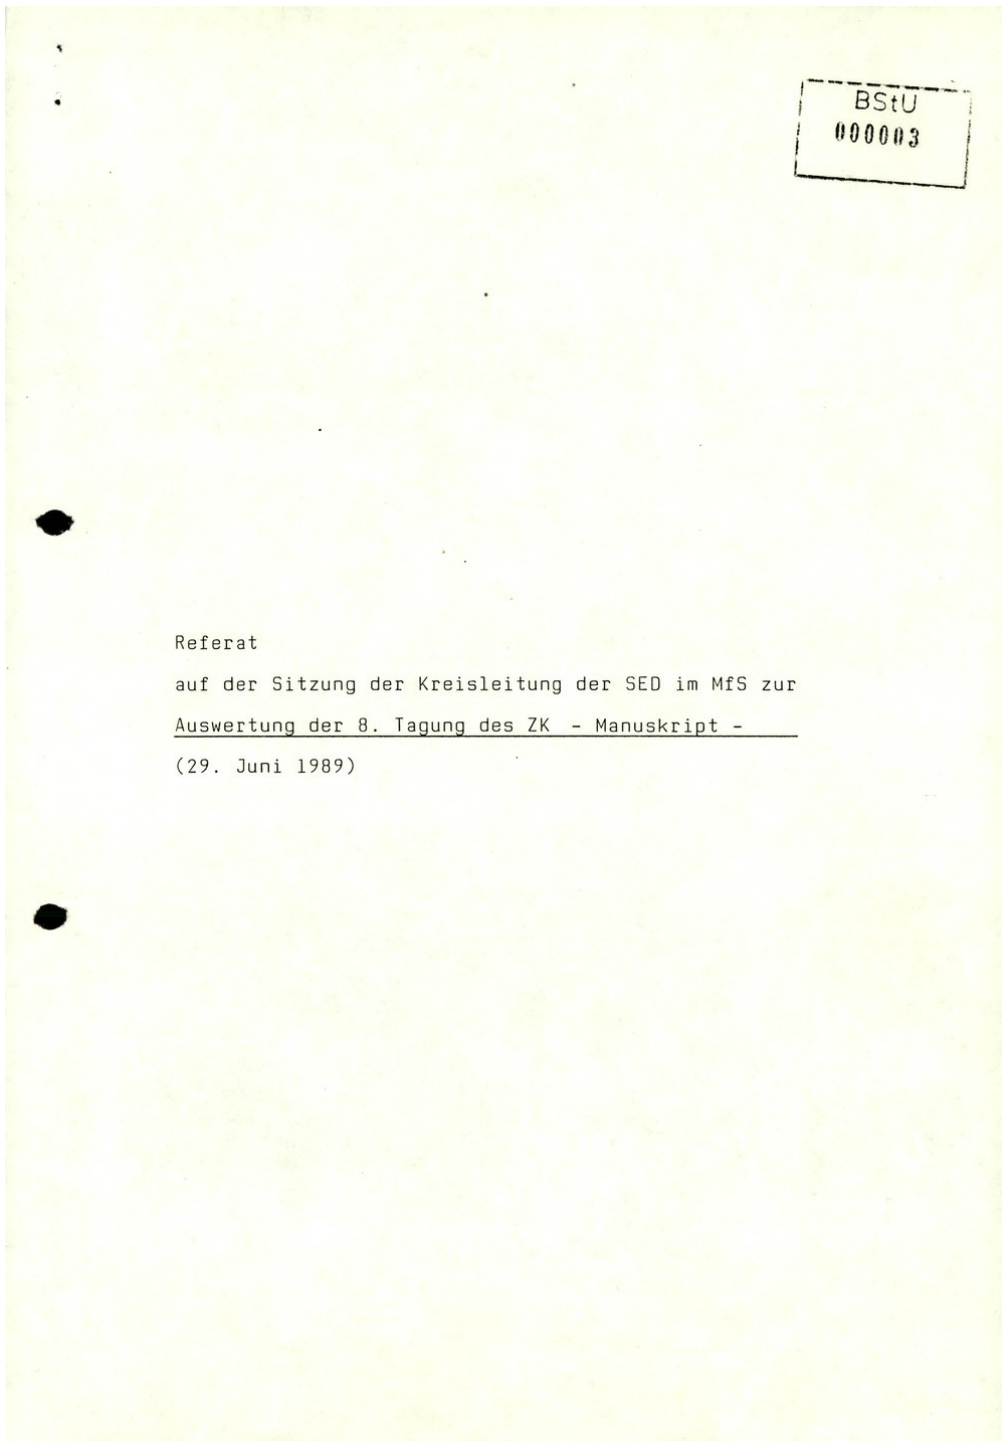 BStU
000003
Referat
auf der Sitzung der Kreisleitung der SED im MfS zur
Auswertung der 8. Tagung des ZK - Manuskript -
(29. Juni 1989)